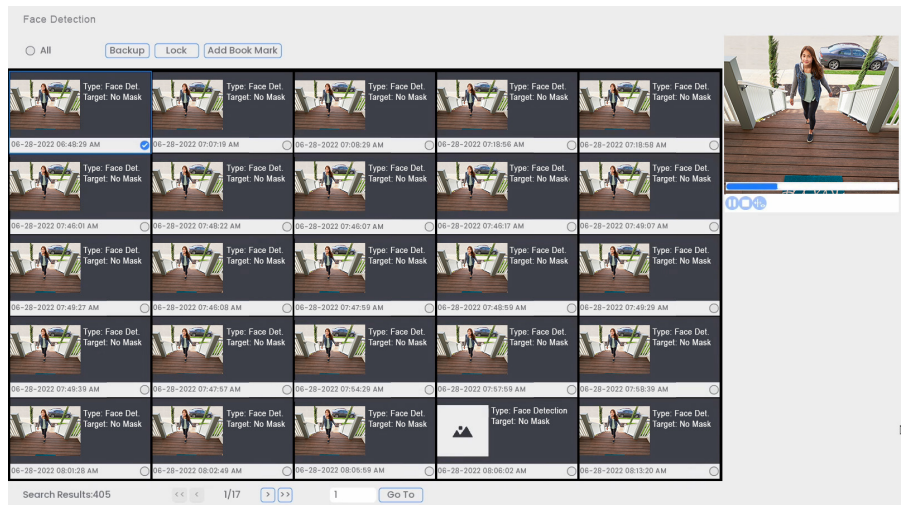 Face Detection
All
Backup
Lock
Add Book Mark
Type: Face Det.
Target: No Mask
06-28-2022 06:48:29 AM
Type: Face Det.
Target: No Mask
06-28-2022 07:07:19 AM
Type: Face Det.
Target: No Mask
06-28-2022 07:08:29 AM
Type: Face Det.
Target: No Mask
06-28-2022 07:18:56 AM
Type: Face Det.
Target: No Mask
06-28-2022 07:18:58 AM
Type: Face Det.
Target: No Mask
06-28-2022 07:46:01 AM
Type: Face Det.
Target: No Mask
06-28-2022 07:48:22 AM
Type: Face Det.
Target: No Mask
06-28-2022 07:46:07 AM
Type: Face Det.
Target: No Mask
06-28-2022 07:46:17 AM
Type: Face Det.
Target: No Mask
06-28-2022 07:49:07 AM
Type: Face Det.
Target: No Mask
06-28-2022 07:49:27 AM
Type: Face Det.
Target: No Mask
06-28-2022 07:46:08 AM
Type: Face Det.
Target: No Mask
06-28-2022 07:47:59 AM
Type: Face Det.
Target: No Mask
06-28-2022 07:48:59 AM
Type: Face Det.
Target: No Mask
06-28-2022 07:49:29 AM
Type: Face Det.
Target: No Mask
06-28-2022 07:49:39 AM
Type: Face Det.
Target: No Mask
06-28-2022 07:47:57 AM
Type: Face Det.
Target: No Mask
06-28-2022 07:54:29 AM
Type: Face Det.
Target: No Mask
06-28-2022 07:57:59 AM
Type: Face Det.
Target: No Mask
06-28-2022 07:58:39 AM
Type: Face Det.
Target: No Mask
06-28-2022 08:01:28 AM
Type: Face Det.
Target: No Mask
06-28-2022 08:02:49 AM
Type: Face Det.
Target: No Mask
06-28-2022 08:05:59 AM
Type: Face Detection
Target: No Mask
06-28-2022 08:06:02 AM
Type: Face Det.
Target: No Mask
06-28-2022 08:13:20 AM
Search Results:405
<< < 1/17 > >> 1 Go To